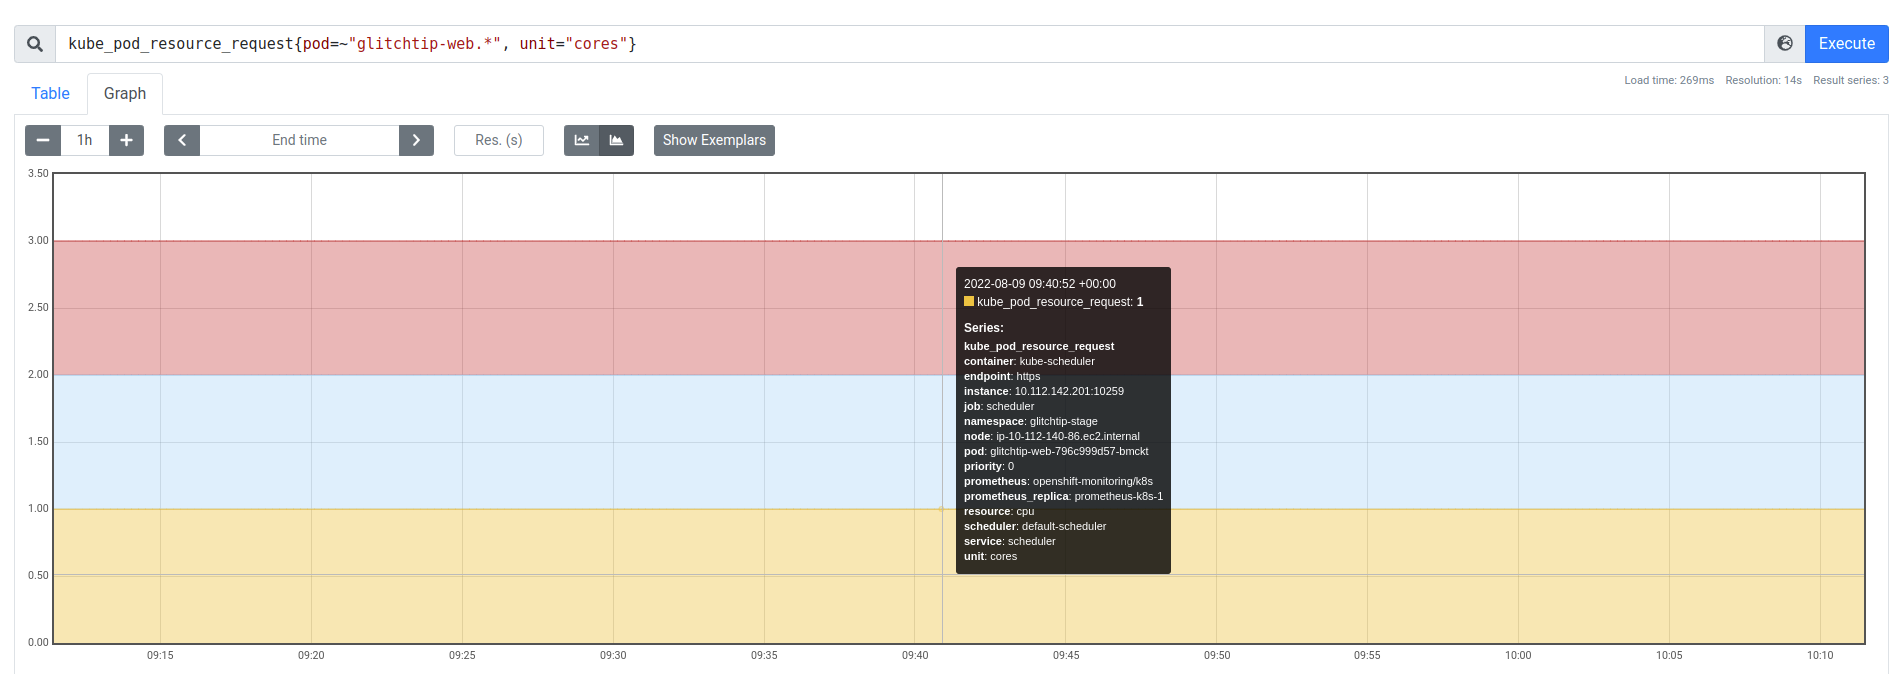 kube_pod_resource_request{pod=~"glitchtip-web.*", unit="cores"}
Execute
Load time: 269ms Resolution: 14s Result series: 3
Table
Graph
1h
End time
Res. (s)
Show Exemplars
3.50
3.00
2.50
2.00
1.50
1.00
0.50
0.00
2022-08-09 09:40:52 +00:00
kube_pod_resource_request: 1
Series:
kube_pod_resource_request
container: kube-scheduler
endpoint: https
instance: 10.112.142.201:10259
job: scheduler
namespace: glitchtip-stage
node: ip-10-112-140-86.ec2.internal
pod: glitchtip-web-796c999d57-bmckt
priority: 0
prometheus: openshift-monitoring/k8s
prometheus_replica: prometheus-k8s-1
resource: cpu
scheduler: default-scheduler
service: scheduler
unit: cores
09:15 09:20 09:25 09:30 09:35 09:40 09:45 09:50 09:55 10:00 10:05 10:10